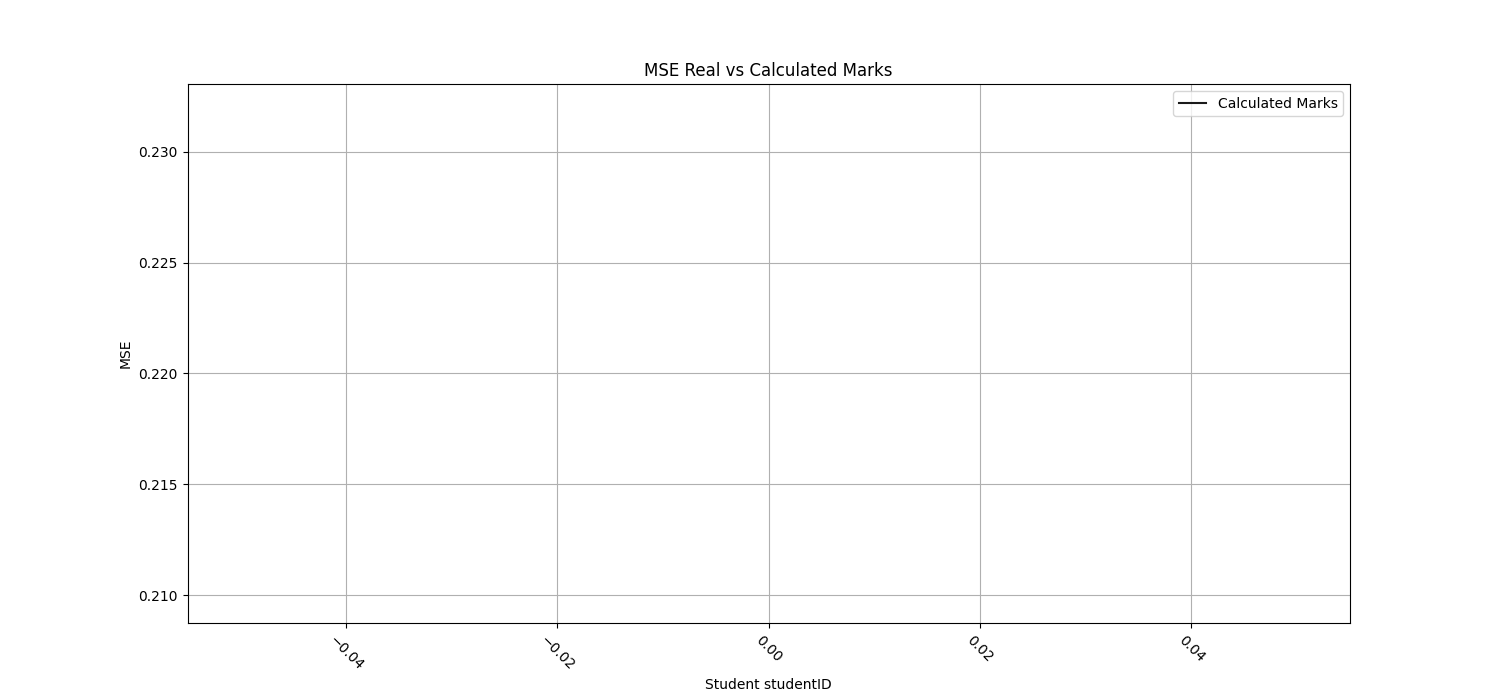 MSE Real vs Calculated Marks
Calculated Marks
0.230
0.225
0.220
0.215
0.210
MSE
−0.04
−0.02
0.00
0.02
0.04
Student studentID